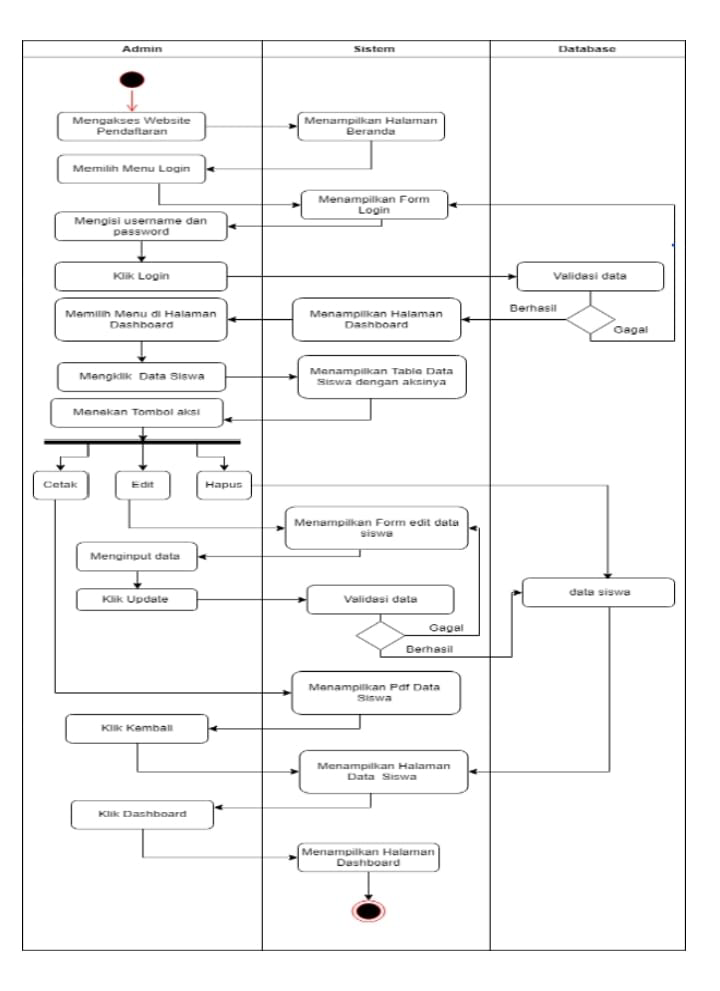 Admin
Sistem
Database
Mengakses Website
Pendaftaran
Menampilkan Halaman
Beranda
Memilih Menu Login
Menampilkan Form
Login
Mengisi username dan
password
Klik Login
Validasi data
Berhasil
Gagal
Menampilkan Halaman
Dashboard
Memilih Menu di Halaman
Dashboard
Mengklik Data Siswa
Menampilkan Table Data
Siswa dengan aksinya
Menekan Tombol aksi
Cetak
Edit
Hapus
Menampilkan Form edit data
siswa
Menginput data
Klik Update
Validasi data
Gagal
Berhasil
data siswa
Menampilkan Pdf Data
Siswa
Klik Kembali
Menampilkan Halaman
Data Siswa
Klik Dashboard
Menampilkan Halaman
Dashboard